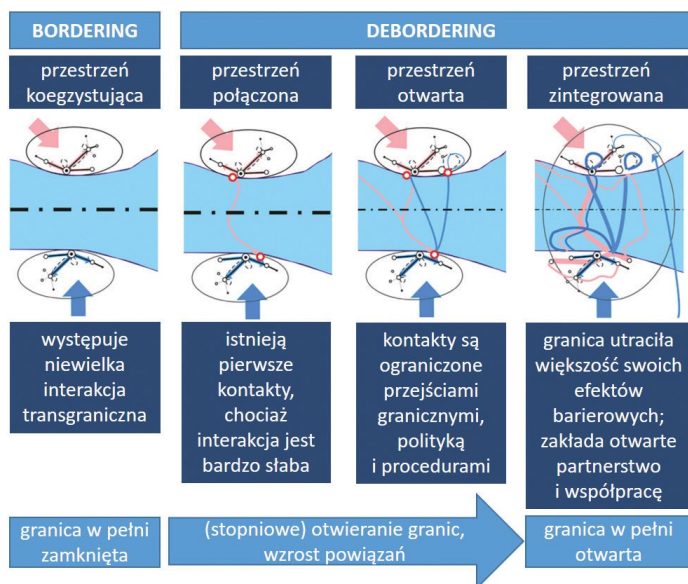 BORDERING
DEBORDERING
przestrzeń
koegzystująca
przestrzeń
połączona
przestrzeń
otwarta
przestrzeń
zintegrowana
występuje
niewielka
interakcja
transgraniczna
istnieją
pierwsze
kontakty,
chociaż
interakcja jest
bardzo słaba
kontakty są
ograniczone
przejściami
granicznymi,
polityką
i procedurami
granica utraciła
większość swoich
efektów
barierowych;
zakłada otwarte
partnerstwo
i współpracę
granica w pełni
zamknięta
(stopniowe) otwieranie granic,
wzrost powiązań
granica w pełni
otwarta